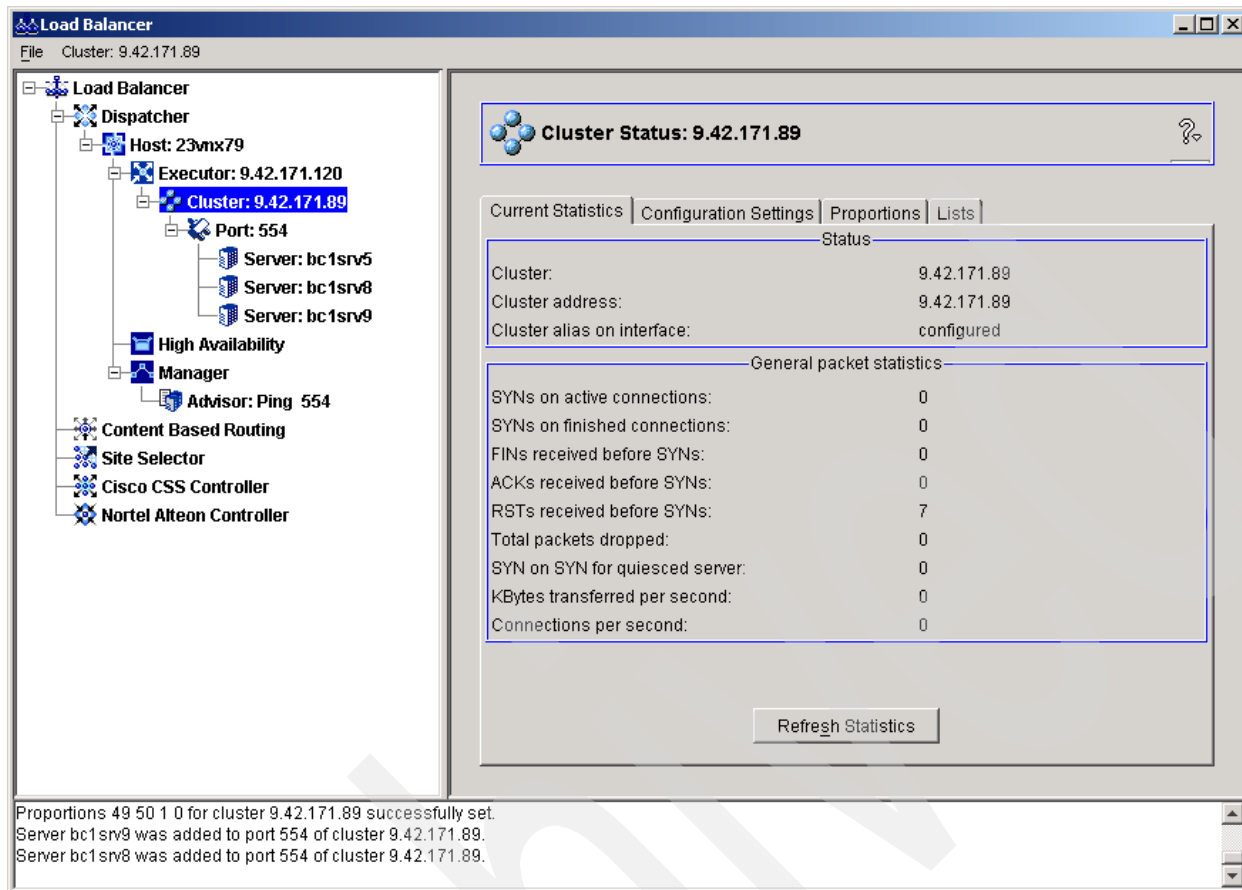 Load Balancer
File Cluster: 9.42.171.89
Load Balancer
Dispatcher
Host: 23vnx79
Executor: 9.42.171.120
Cluster: 9.42.171.89
Port: 554
Server: bc1srv5
Server: bc1srv8
Server: bc1srv9
High Availability
Manager
Advisor: Ping 554
Content Based Routing
Site Selector
Cisco CSS Controller
Nortel Alteon Controller
Cluster Status: 9.42.171.89
?
Current Statistics Configuration Settings Proportions Lists
Status
Cluster: 9.42.171.89
Cluster address: 9.42.171.89
Cluster alias on interface: configured
General packet statistics
SYNs on active connections: 0
SYNs on finished connections: 0
FINs received before SYNs: 0
ACKs received before SYNs: 0
RSTs received before SYNs: 7
Total packets dropped: 0
SYN on SYN for quiesced server: 0
KBytes transferred per second: 0
Connections per second: 0
Refresh Statistics
Proportions 49 50 1 0 for cluster 9.42.171.89 successfully set.
Server bc1srv9 was added to port 554 of cluster 9.42.171.89.
Server bc1srv8 was added to port 554 of cluster 9.42.171.89.